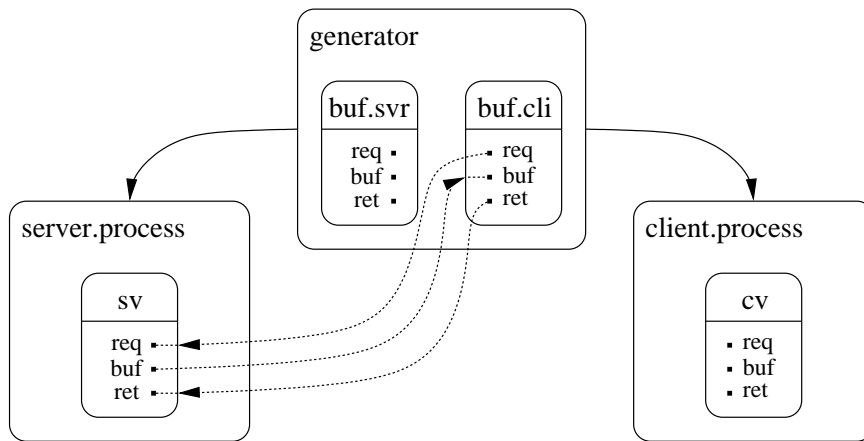 generator
buf.svr
req
buf
ret
buf.cli
req
buf
ret
server.process
sv
req
buf
ret
client.process
cv
req
buf
ret